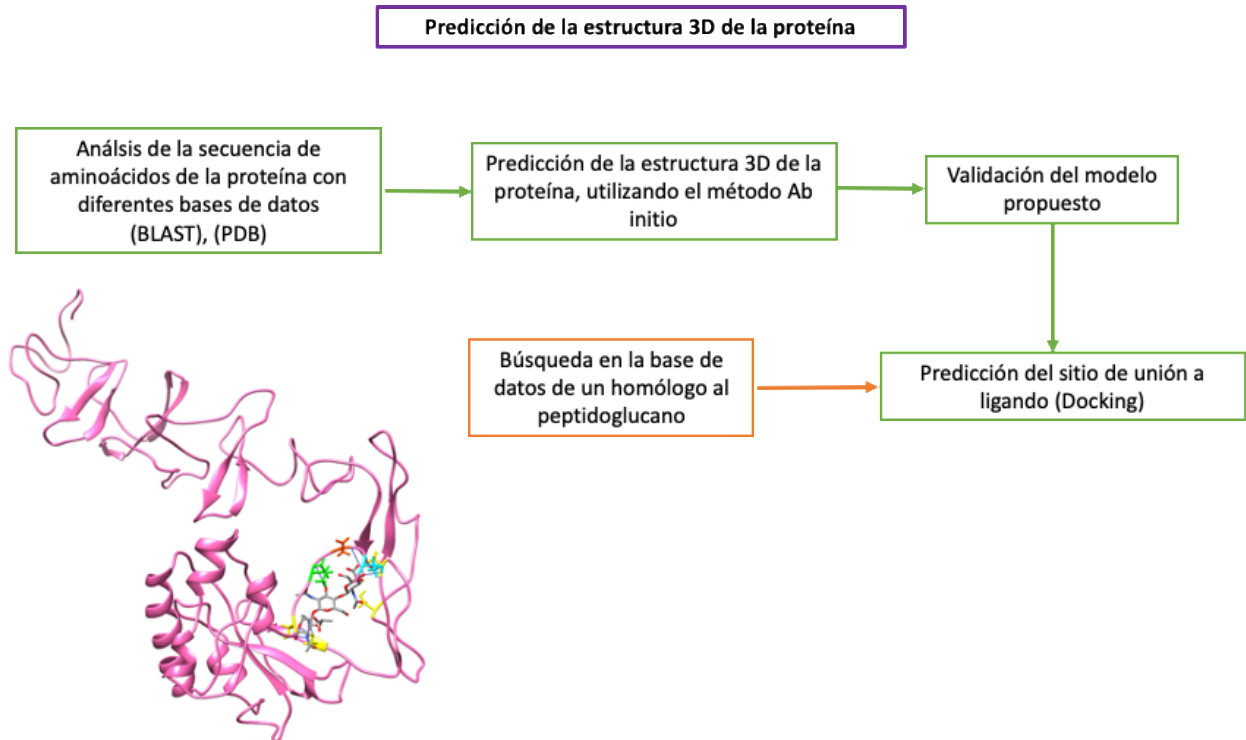 Predicción de la estructura 3D de la proteína
Análsis de la secuencia de
aminoácidos de la proteína con
diferentes bases de datos
(BLAST), (PDB)
Predicción de la estructura 3D de la
proteína, utilizando el método Ab
initio
Validación del modelo
propuesto
Búsqueda en la base de
datos de un homólogo al
peptidoglucano
Predicción del sitio de unión a
ligando (Docking)